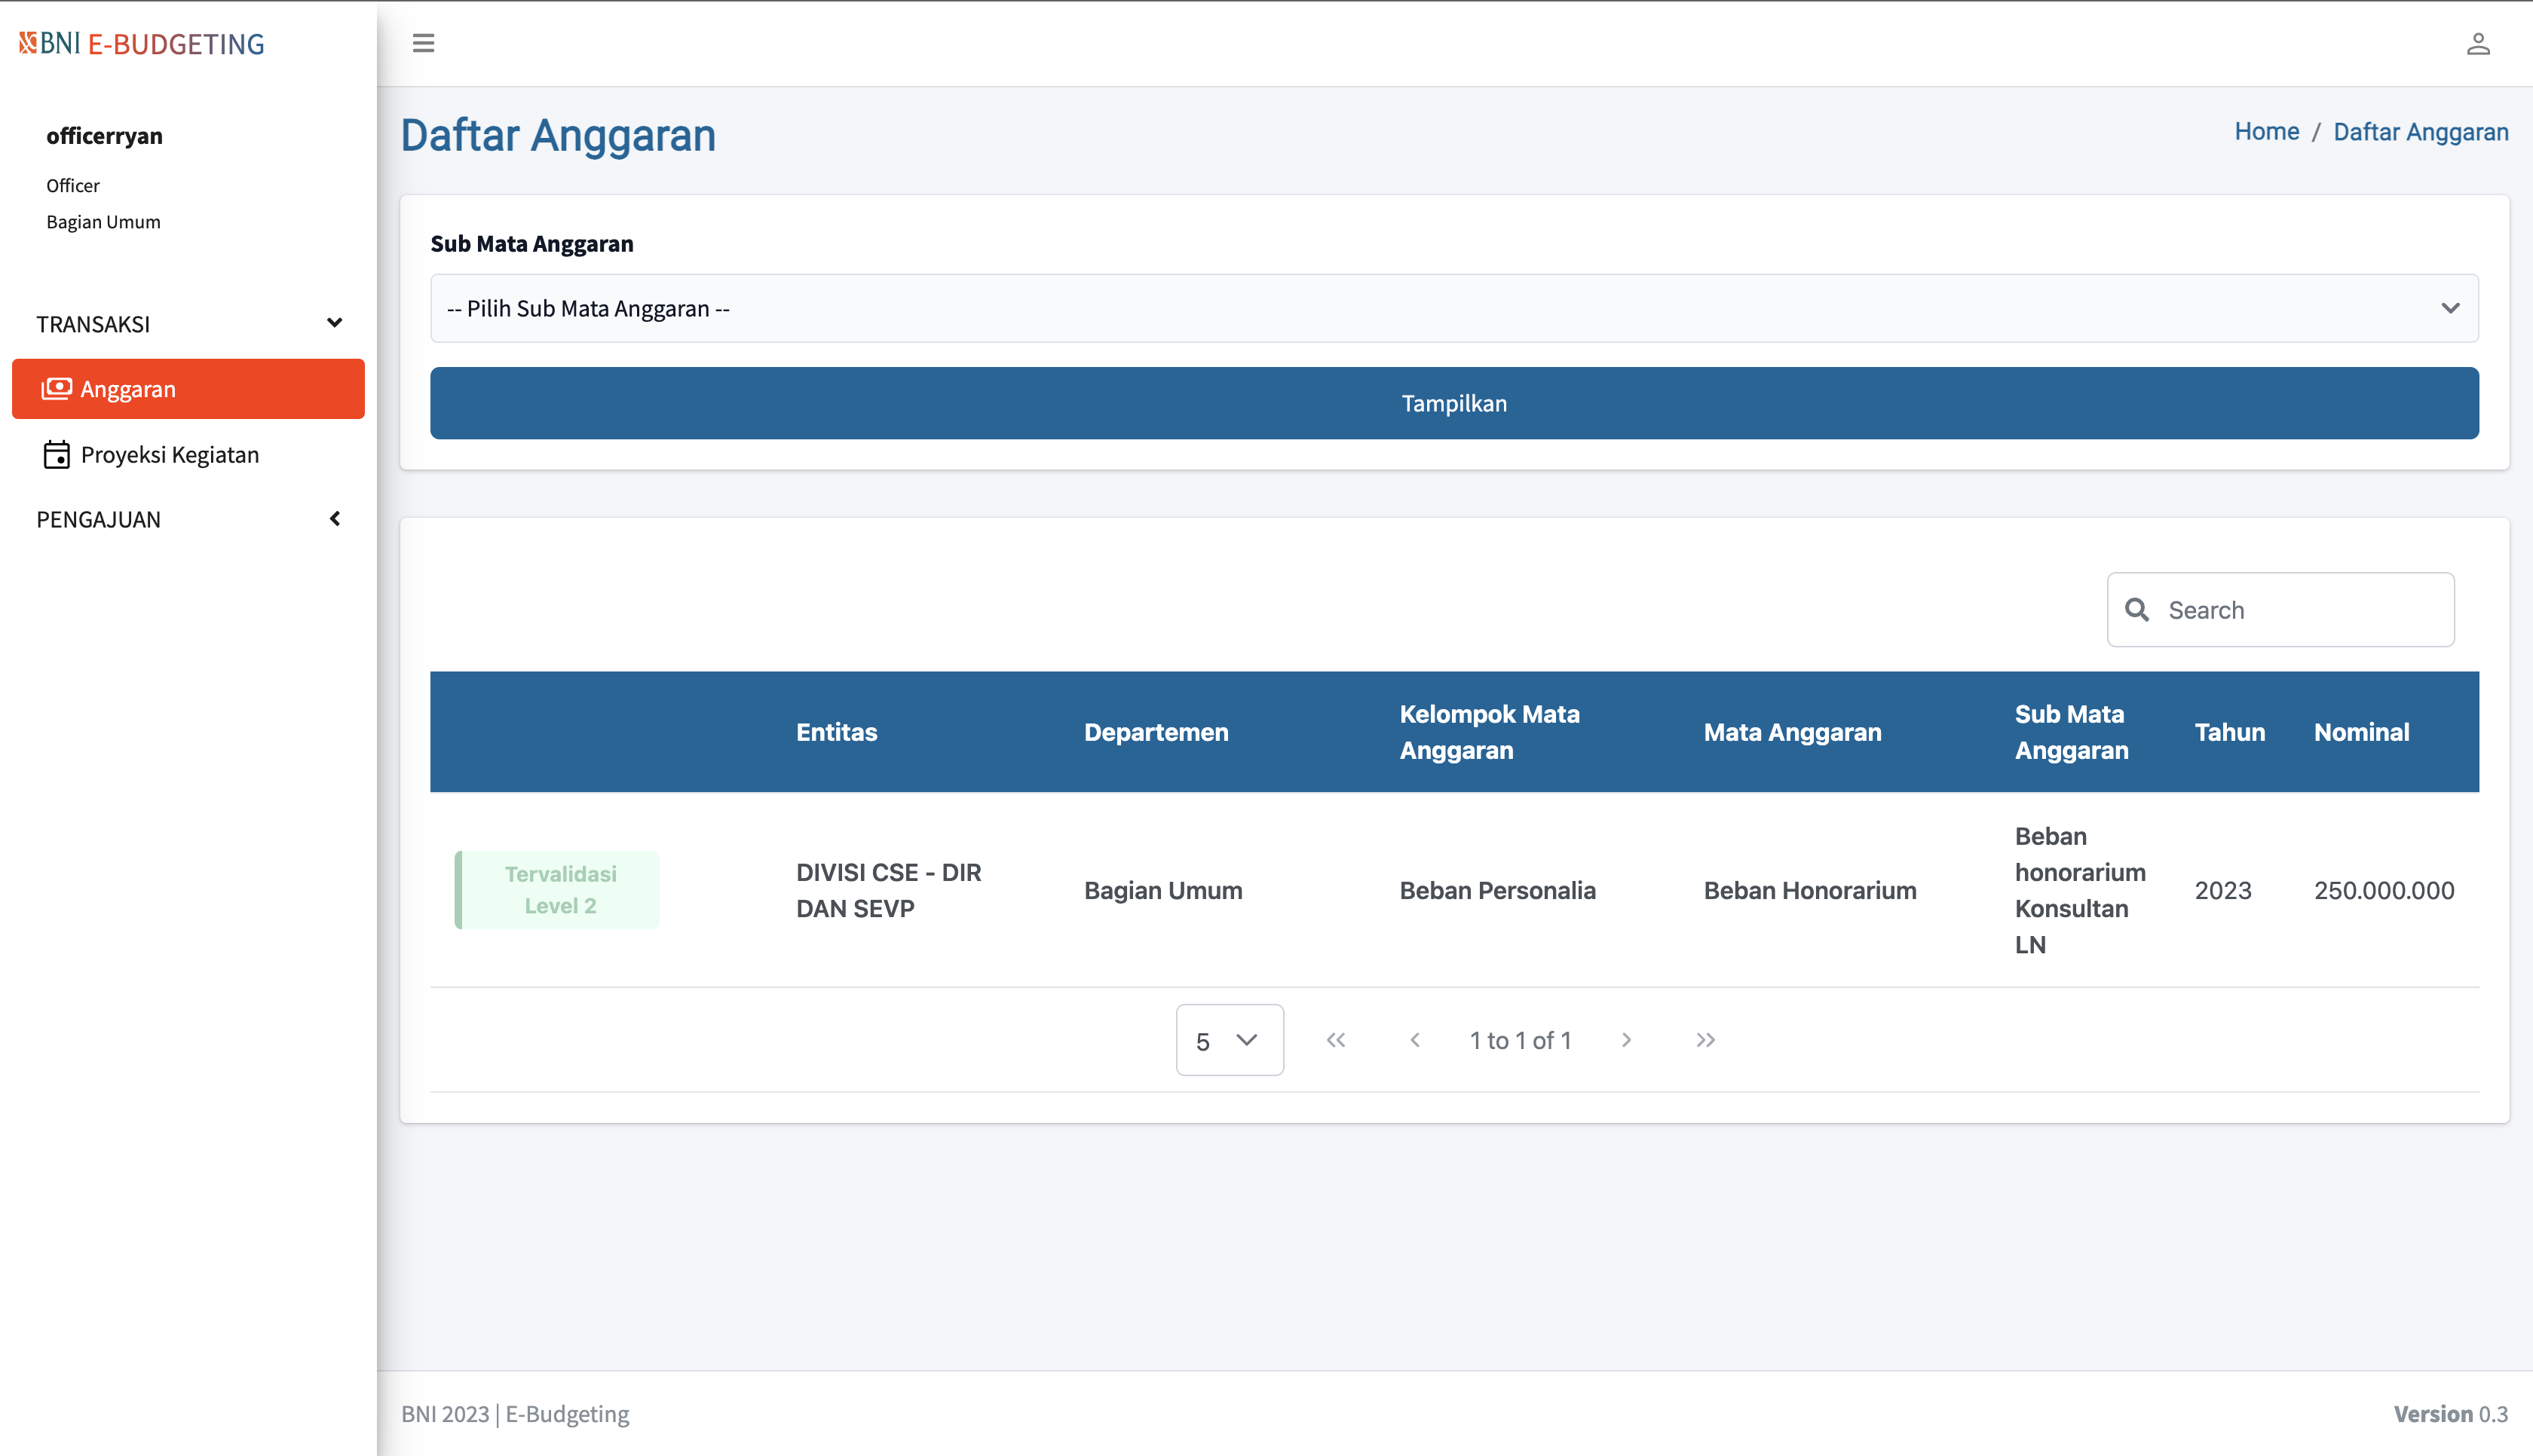 BNI E-BUDGETING
officerryan
Officer
Bagian Umum
TRANSAKSI
Anggaran
Proyeksi Kegiatan
PENGAJUAN
Daftar Anggaran
Home / Daftar Anggaran
Sub Mata Anggaran
-- Pilih Sub Mata Anggaran --
Tampilkan
Search
Entitas
Departemen
Kelompok Mata
Anggaran
Mata Anggaran
Sub Mata
Anggaran
Tahun
Nominal
Tervalidasi
Level 2
DIVISI CSE - DIR
DAN SEVP
Bagian Umum
Beban Personalia
Beban Honorarium
Beban
honorarium
Konsultan
LN
2023
250.000.000
5
1 to 1 of 1
BNI 2023 | E-Budgeting
Version 0.3